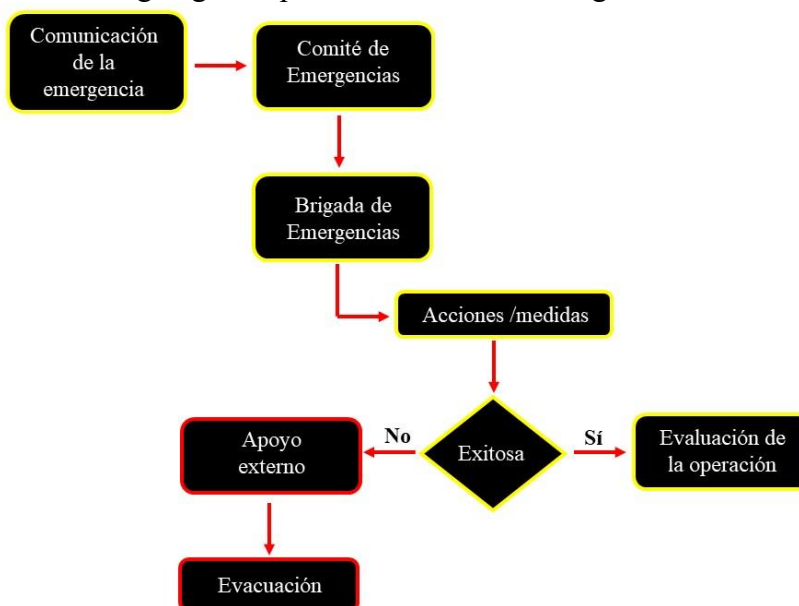 Comunicación
de la
emergencia
Comité de
Emergencias
Brigada de
Emergencias
Acciones /medidas
Exitosa
No
Sí
Apoyo
externo
Evaluación de
la operación
Evacuación